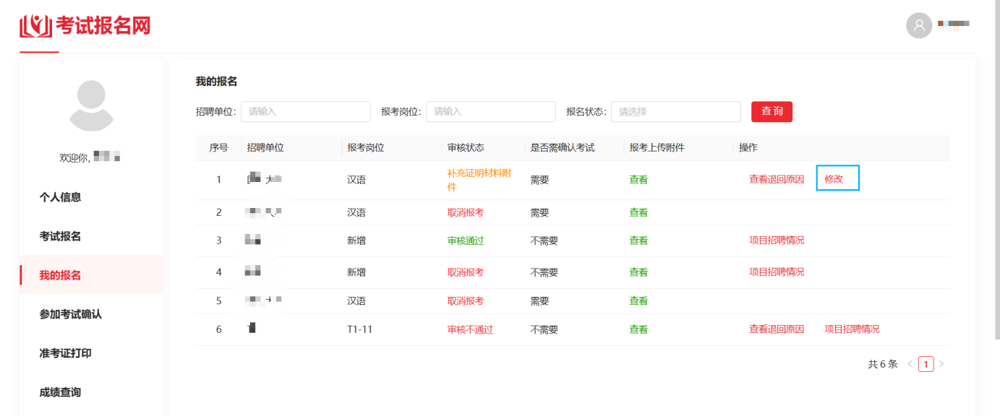 考试报名网
我的报名
招聘单位: 请输入 报考岗位: 请输入 报名状态: 请选择 查 询
欢迎你,
个人信息
考试报名
我的报名
参加考试确认
准考证打印
成绩查询
序号 招聘单位 报考岗位 审核状态 是否需确认考试 报考上传附件 操作
1 汉语 补充证明材料附 需要 查看 查看退回原因 修改
件
2 汉语 取消报考 需要 查看
3 新增 审核通过 不需要 查看 项目招聘情况
4 新增 取消报考 不需要 查看 项目招聘情况
5 汉语 取消报考 需要 查看
6 T1-11 审核不通过 不需要 查看 查看退回原因 项目招聘情况
共 6 条 < 1 >